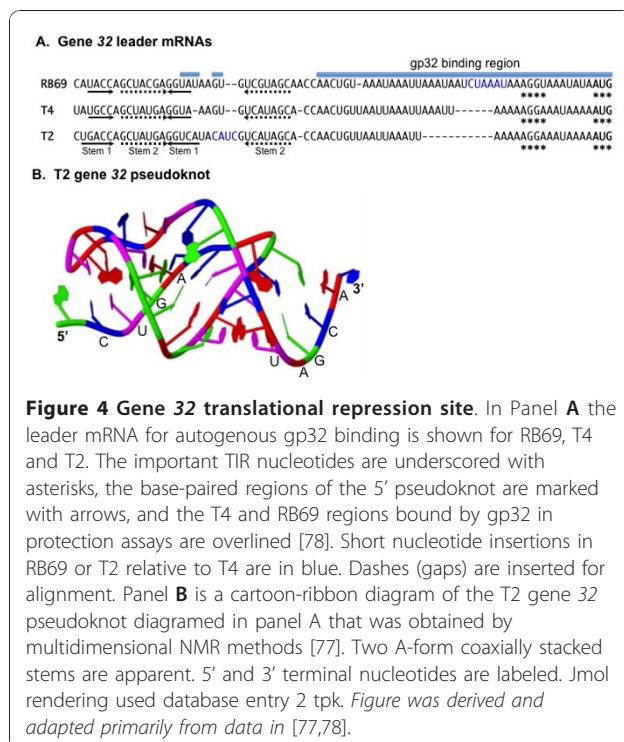 A. Gene 32 leader mRNAs
gp32 binding region
RB69 CAUACCAGCUACGAGGUAUAAGU--GUCGUAGCAACCAACUGU-AAAUAAAUUAAAUAAUCUAAAUAAAGGUAAAUAUAAUG
**** ***
T4 UAUGCCAGCUAUGAGGUAA-AGU--GUCAUAGCA-CCAACUGUUAAUUAAAUUAAAUU--------AAAAAGGAAAUAAAAAUG
**** ***
T2 CUGACCAGCUAUGAGGUCAUACAUCGUCAUAGCA-CCAACUGUUAAUUAAAUU------------AAAAAGGAAAUAAAAAUG
Stem 1 Stem 2 Stem 1 Stem 2 **** ***
B. T2 gene 32 pseudoknot
A
G
U
C
5'
U
A
G
C
A
3'
Figure 4 Gene 32 translational repression site. In Panel A the
leader mRNA for autogenous gp32 binding is shown for RB69, T4
and T2. The important TIR nucleotides are underscored with
asterisks, the base-paired regions of the 5' pseudoknot are marked
with arrows, and the T4 and RB69 regions bound by gp32 in
protection assays are overlined [78]. Short nucleotide insertions in
RB69 or T2 relative to T4 are in blue. Dashes (gaps) are inserted for
alignment. Panel B is a cartoon-ribbon diagram of the T2 gene 32
pseudoknot diagramed in panel A that was obtained by
multidimensional NMR methods [77]. Two A-form coaxially stacked
stems are apparent. 5' and 3' terminal nucleotides are labeled. Jmol
rendering used database entry 2 tpk. Figure was derived and
adapted primarily from data in [77,78].